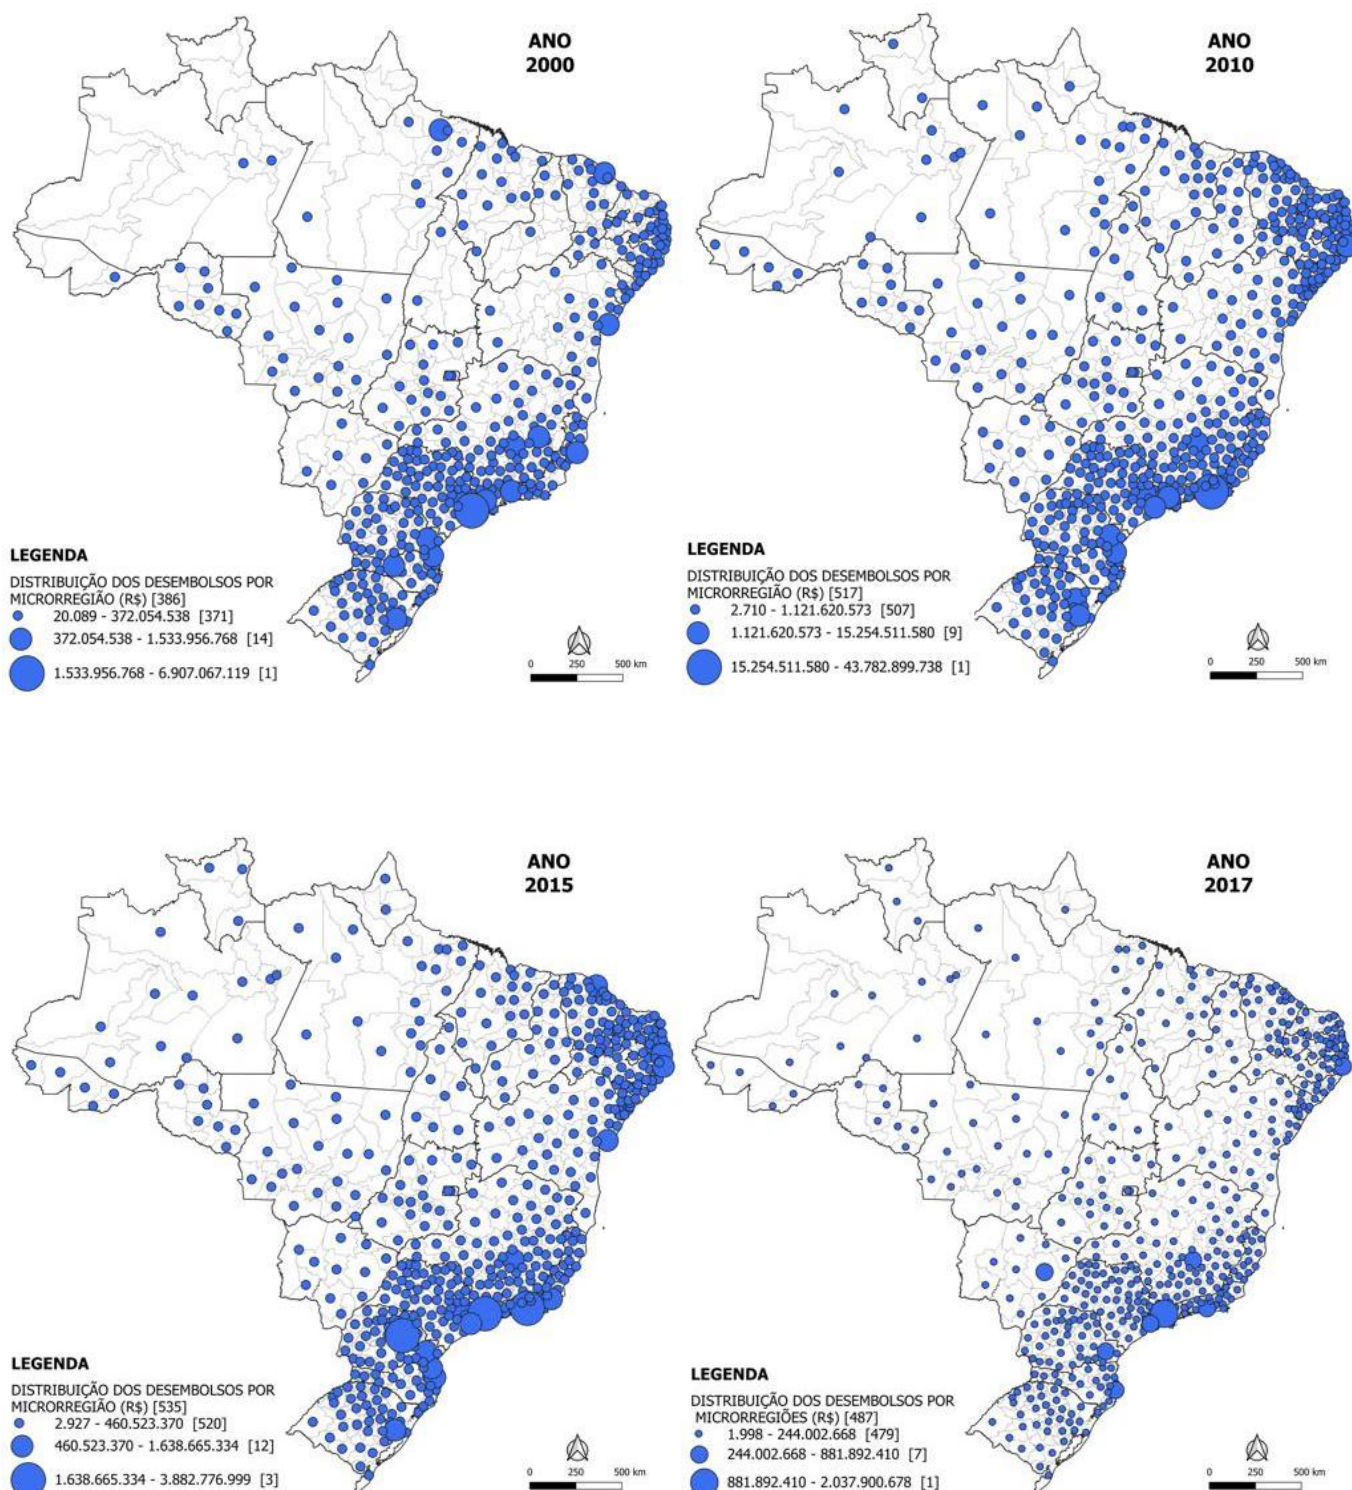 ANO
2000
LEGENDA
DISTRIBUIÇÃO DOS DESEMBOLSOS POR
MICRORREGIÃO (R$) [386]
20.089 - 372.054.538 [371]
372.054.538 - 1.533.956.768 [14]
1.533.956.768 - 6.907.067.119 [1]
0 250 500 km
ANO
2010
LEGENDA
DISTRIBUIÇÃO DOS DESEMBOLSOS POR
MICRORREGIÃO (R$) [517]
2.710 - 1.121.620.573 [507]
1.121.620.573 - 15.254.511.580 [9]
15.254.511.580 - 43.782.899.738 [1]
0 250 500 km
ANO
2015
LEGENDA
DISTRIBUIÇÃO DOS DESEMBOLSOS POR
MICRORREGIÃO (R$) [535]
2.927 - 460.523.370 [520]
460.523.370 - 1.638.665.334 [12]
1.638.665.334 - 3.882.776.999 [3]
0 250 500 km
ANO
2017
LEGENDA
DISTRIBUIÇÃO DOS DESEMBOLSOS POR
MICRORREGIÕES (R$) [487]
1.998 - 244.002.668 [479]
244.002.668 - 881.892.410 [7]
881.892.410 - 2.037.900.678 [1]
0 250 500 km